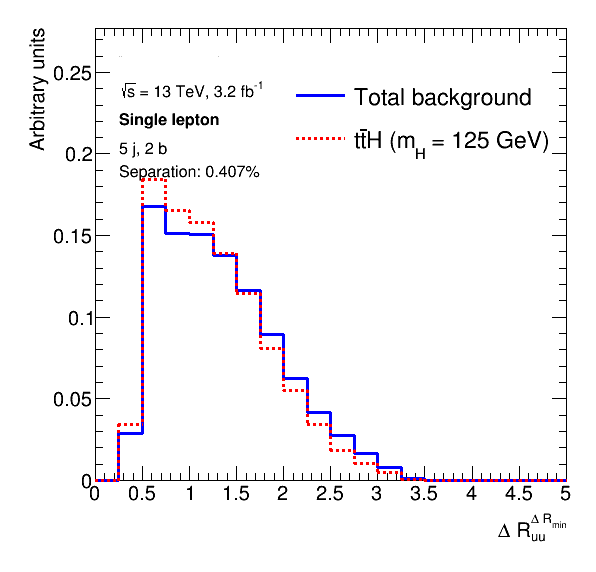 Arbitrary units
0.25
0.2
0.15
0.1
0.05
0
√s = 13 TeV, 3.2 fb⁻¹
Single lepton
5 j, 2 b
Separation: 0.407%
Total background
tt̄H (m_H = 125 GeV)
0 0.5 1 1.5 2 2.5 3 3.5 4 4.5 5
Δ R_uu^Δ R_min